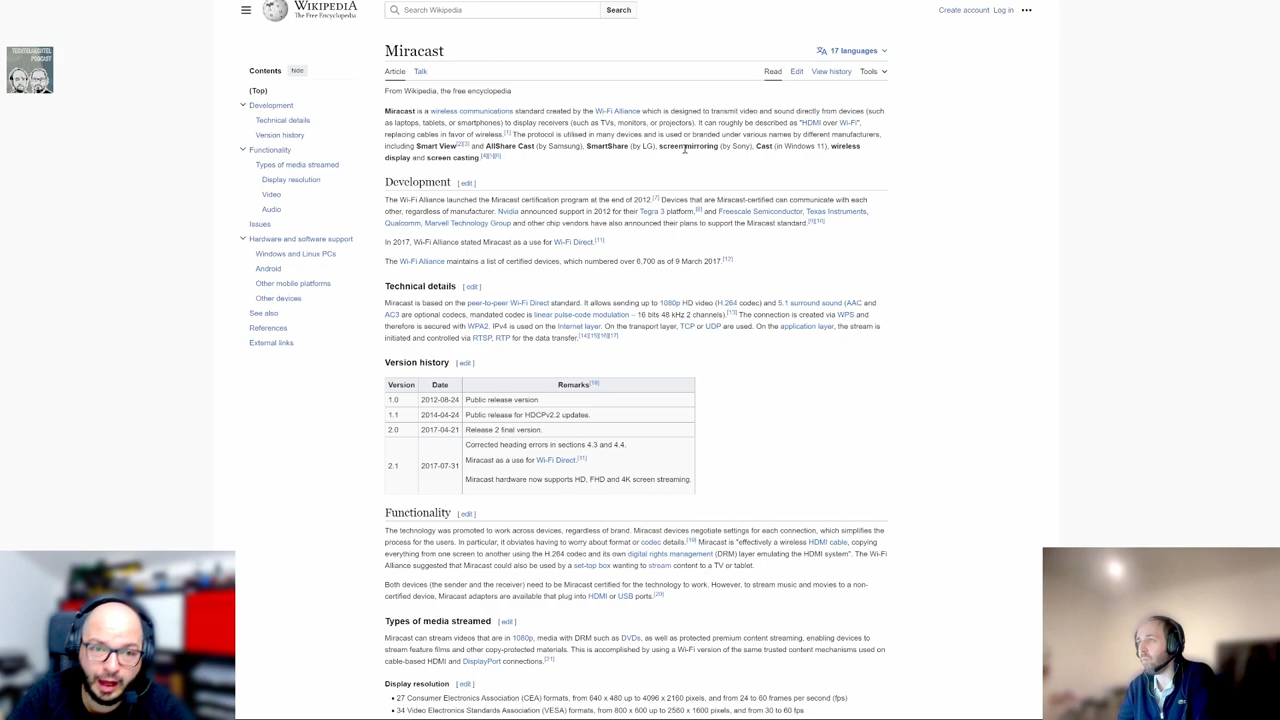 WIKIPEDIA
The Free Encyclopedia
Search Wikipedia
Search
Create account Log in
TECHTELMECHTEL
PODCAST
Contents hide
(Top)
Development
Technical details
Version history
Functionality
Types of media streamed
Display resolution
Video
Audio
Issues
Hardware and software support
Windows and Linux PCs
Android
Other mobile platforms
Other devices
See also
References
External links
Miracast
17 languages
Article Talk
Read Edit View history Tools
From Wikipedia, the free encyclopedia
Miracast is a wireless communications standard created by the Wi-Fi Alliance which is designed to transmit video and sound directly from devices (such
as laptops, tablets, or smartphones) to display receivers (such as TVs, monitors, or projectors). It can roughly be described as "HDMI over Wi-Fi",
replacing cables in favor of wireless.[1] The protocol is utilised in many devices and is used or branded under various names by different manufacturers,
including Smart View[2][3] and AllShare Cast (by Samsung), SmartShare (by LG), screen mirroring (by Sony), Cast (in Windows 11), wireless
display and screen casting.[4][5][6]
Development [ edit ]
The Wi-Fi Alliance launched the Miracast certification program at the end of 2012.[7] Devices that are Miracast-certified can communicate with each
other, regardless of manufacturer. Nvidia announced support in 2012 for their Tegra 3 platform,[8] and Freescale Semiconductor, Texas Instruments,
Qualcomm, Marvell Technology Group and other chip vendors have also announced their plans to support the Miracast standard.[9][10]
In 2017, Wi-Fi Alliance stated Miracast as a use for Wi-Fi Direct.[11]
The Wi-Fi Alliance maintains a list of certified devices, which numbered over 6,700 as of 9 March 2017.[12]
Technical details [ edit ]
Miracast is based on the peer-to-peer Wi-Fi Direct standard. It allows sending up to 1080p HD video (H.264 codec) and 5.1 surround sound (AAC and
AC3 are optional codecs, mandated codec is linear pulse-code modulation – 16 bits 48 kHz 2 channels).[13] The connection is created via WPS and
therefore is secured with WPA2. IPv4 is used on the Internet layer. On the transport layer, TCP or UDP are used. On the application layer, the stream is
initiated and controlled via RTSP, RTP for the data transfer.[14][15][16][17]
Version history [ edit ]
Version Date Remarks[18]
1.0 2012-08-24 Public release version
1.1 2014-04-24 Public release for HDCPv2.2 updates.
2.0 2017-04-21 Release 2 final version.
2.1 2017-07-31 Corrected heading errors in sections 4.3 and 4.4.
Miracast as a use for Wi-Fi Direct.[11]
Miracast hardware now supports HD, FHD and 4K screen streaming.
Functionality [ edit ]
The technology was promoted to work across devices, regardless of brand. Miracast devices negotiate settings for each connection, which simplifies the
process for the users. In particular, it obviates having to worry about format or codec details.[19] Miracast is "effectively a wireless HDMI cable, copying
everything from one screen to another using the H.264 codec and its own digital rights management (DRM) layer emulating the HDMI system". The Wi-Fi
Alliance suggested that Miracast could also be used by a set-top box wanting to stream content to a TV or tablet.
Both devices (the sender and the receiver) need to be Miracast certified for the technology to work. However, to stream music and movies to a non-
certified device, Miracast adapters are available that plug into HDMI or USB ports.[20]
Types of media streamed [ edit ]
Miracast can stream videos that are in 1080p, media with DRM such as DVDs, as well as protected premium content streaming, enabling devices to
stream feature films and other copy-protected materials. This is accomplished by using a Wi-Fi version of the same trusted content mechanisms used on
cable-based HDMI and DisplayPort connections.[21]
Display resolution [ edit ]
• 27 Consumer Electronics Association (CEA) formats, from 640 x 480 up to 4096 x 2160 pixels, and from 24 to 60 frames per second (fps)
• 34 Video Electronics Standards Association (VESA) formats, from 800 x 600 up to 2560 x 1600 pixels, and from 30 to 60 fps